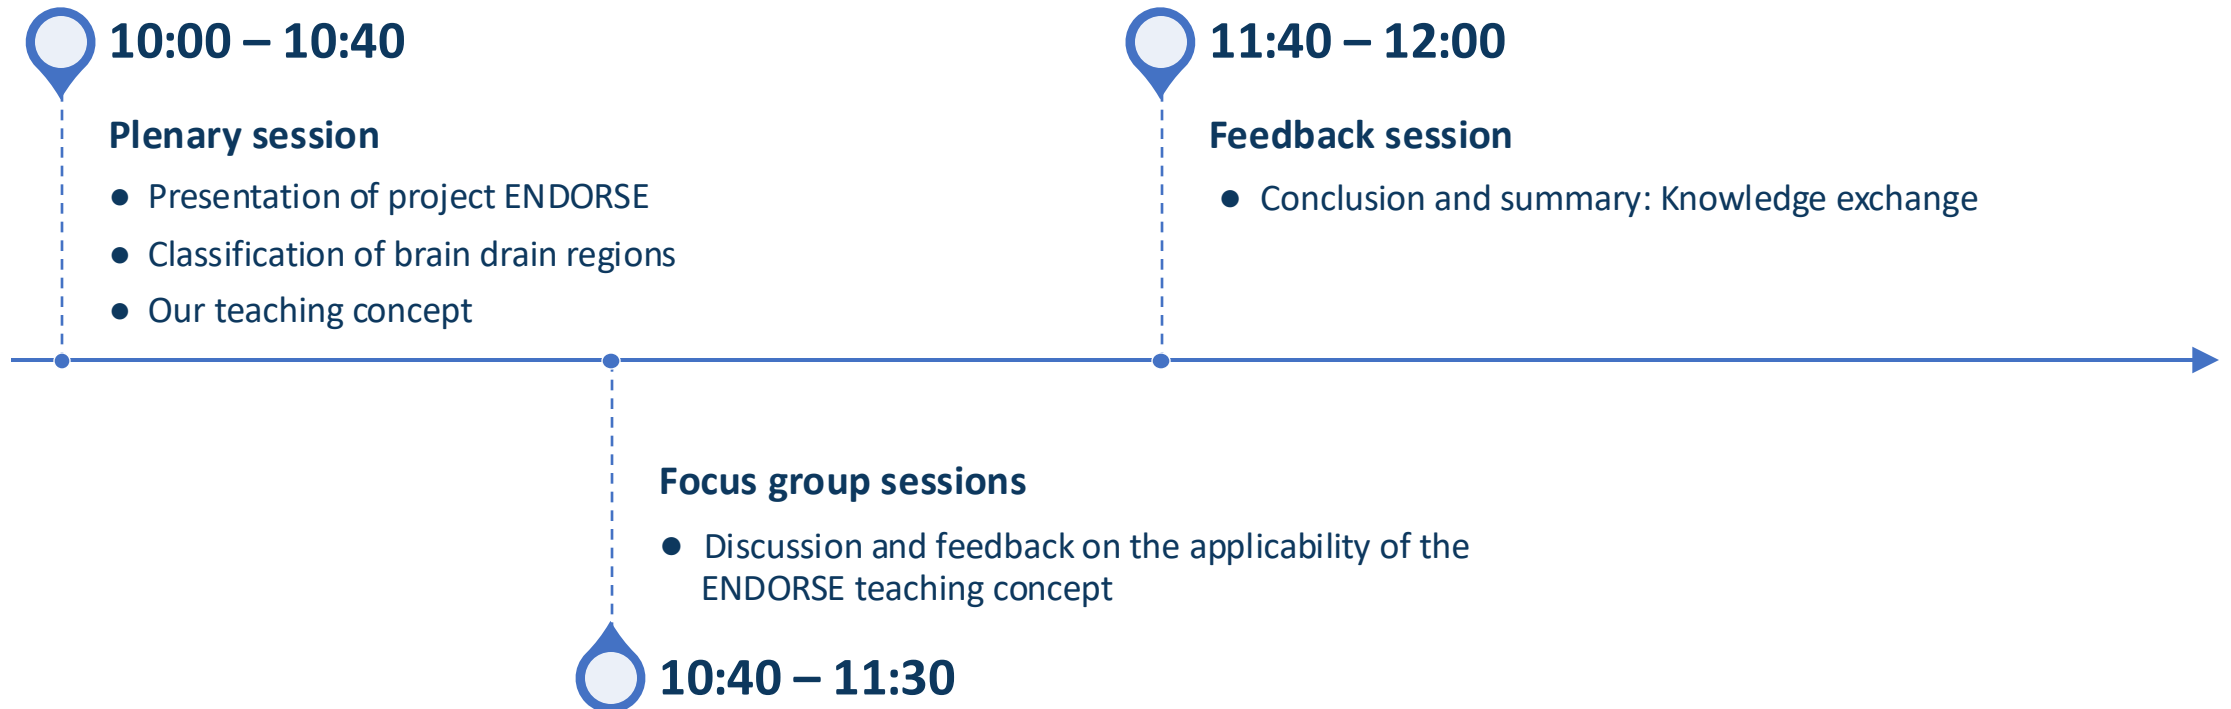 10:00 – 10:40
Plenary session
● Presentation of project ENDORSE
● Classification of brain drain regions
● Our teaching concept
11:40 – 12:00
Feedback session
● Conclusion and summary: Knowledge exchange
Focus group sessions
● Discussion and feedback on the applicability of the
ENDORSE teaching concept
10:40 – 11:30